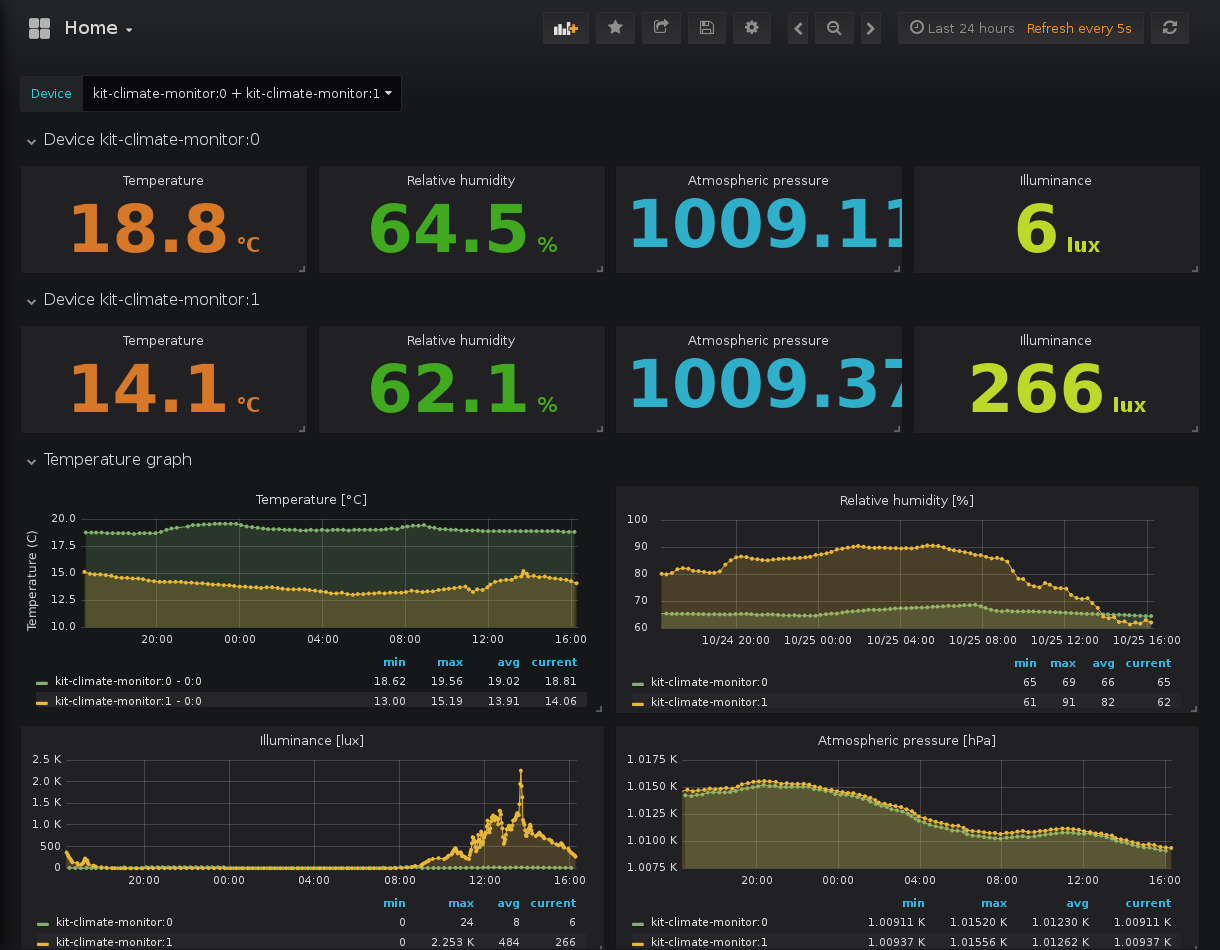 Home
Last 24 hours Refresh every 5s
Device kit-climate-monitor:0 + kit-climate-monitor:1
Device kit-climate-monitor:0
Temperature Relative humidity Atmospheric pressure Illuminance
18.8 °C 64.5 % 1009.11 6 lux
Device kit-climate-monitor:1
Temperature Relative humidity Atmospheric pressure Illuminance
14.1 °C 62.1 % 1009.37 266 lux
Temperature graph
Temperature [°C]
Temperature (C)
20.0
17.5
15.0
12.5
10.0
20:00 00:00 04:00 08:00 12:00 16:00
min max avg current
kit-climate-monitor:0 - 0:0 18.62 19.56 19.02 18.81
kit-climate-monitor:1 - 0:0 13.00 15.19 13.91 14.06
Relative humidity [%]
100
90
80
70
60
10/24 20:00 10/25 00:00 10/25 04:00 10/25 08:00 10/25 12:00 10/25 16:00
min max avg current
kit-climate-monitor:0 65 69 66 65
kit-climate-monitor:1 61 91 82 62
Illuminance [lux]
2.5 K
2.0 K
1.5 K
1.0 K
500
0
20:00 00:00 04:00 08:00 12:00 16:00
min max avg current
kit-climate-monitor:0 0 24 8 6
kit-climate-monitor:1 0 2.253 K 484 266
Atmospheric pressure [hPa]
1.0175 K
1.0150 K
1.0125 K
1.0100 K
1.0075 K
20:00 00:00 04:00 08:00 12:00 16:00
min max avg current
kit-climate-monitor:0 1.00911 K 1.01520 K 1.01230 K 1.00911 K
kit-climate-monitor:1 1.00937 K 1.01556 K 1.01262 K 1.00937 K